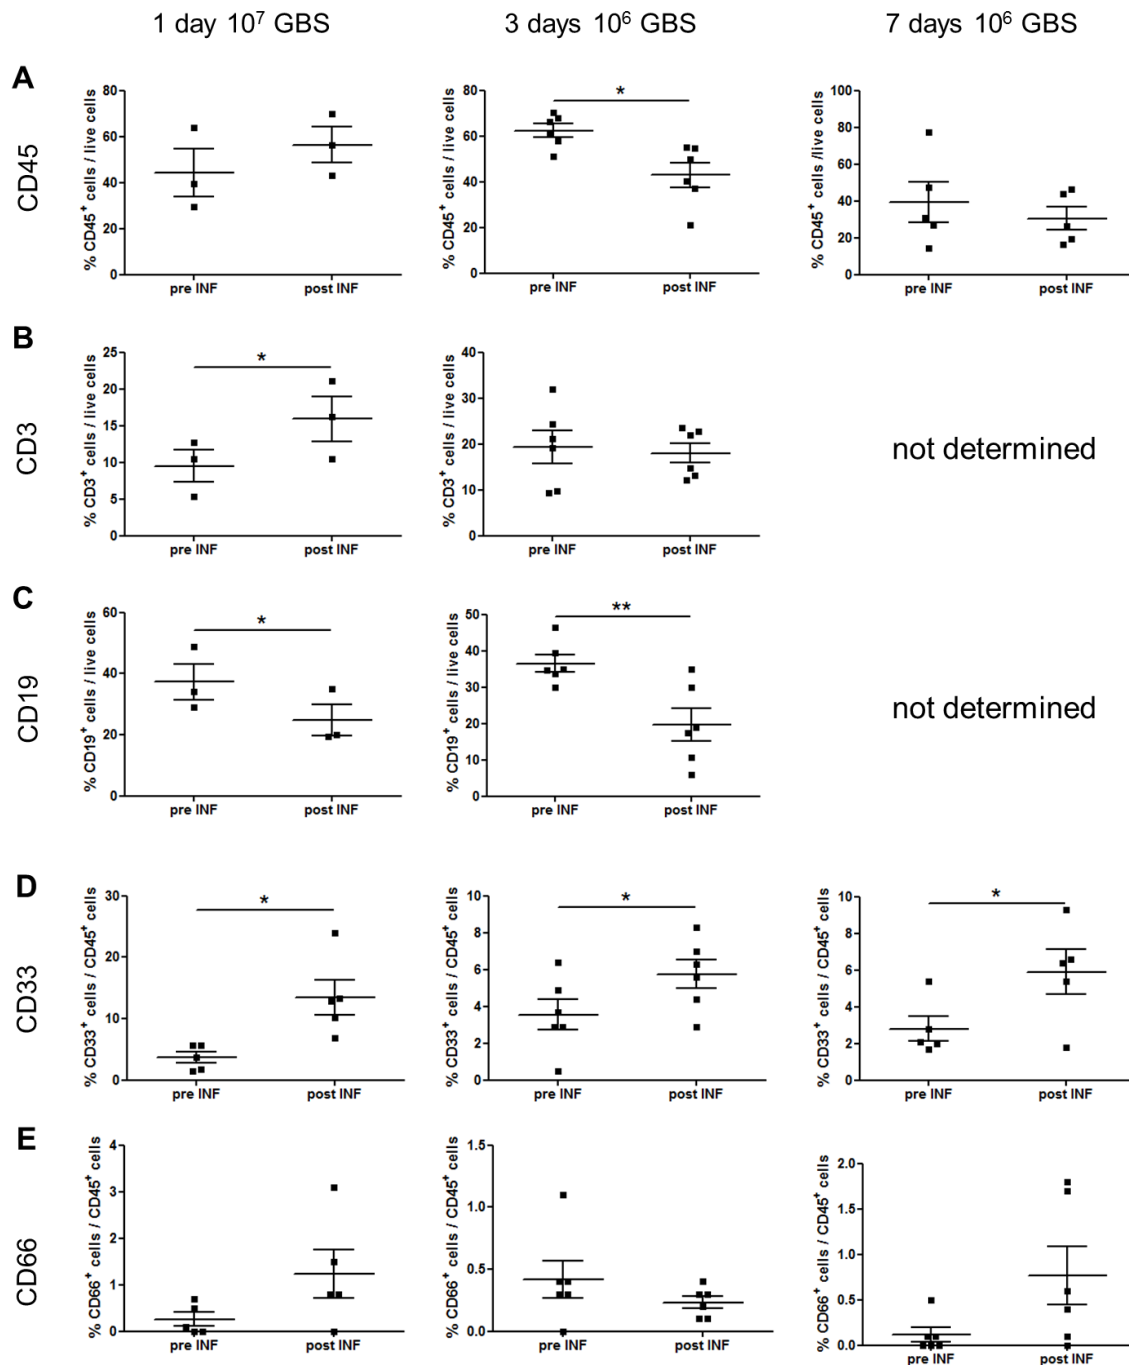 1 day 10⁷ GBS
3 days 10⁶ GBS
7 days 10⁶ GBS
A
CD45
% CD45⁺ cells / live cells
80
60
40
20
0
pre INF
post INF
% CD45⁺ cells / live cells
80
60
40
20
0
*
pre INF
post INF
% CD45⁺ cells /live cells
100
80
60
40
20
0
pre INF
post INF
B
CD3
% CD3⁺ cells / live cells
25
20
15
10
5
0
*
pre INF
post INF
% CD3⁺ cells / live cells
40
30
20
10
0
pre INF
post INF
not determined
C
CD19
% CD19⁺ cells / live cells
60
40
20
0
*
pre INF
post INF
% CD19⁺ cells / live cells
50
40
30
20
10
0
**
pre INF
post INF
not determined
D
CD33
% CD33⁺ cells / CD45⁺ cells
30
20
10
0
*
pre INF
post INF
% CD33⁺ cells / CD45⁺ cells
10
8
6
4
2
0
*
pre INF
post INF
% CD33⁺ cells / CD45⁺ cells
10
8
6
4
2
0
*
pre INF
post INF
E
CD66
% CD66⁺ cells / CD45⁺ cells
4
3
2
1
0
pre INF
post INF
% CD66⁺ cells / CD45⁺ cells
1.5
1.0
0.5
0.0
pre INF
post INF
% CD66⁺ cells / CD45⁺ cells
2.0
1.5
1.0
0.5
0.0
pre INF
post INF